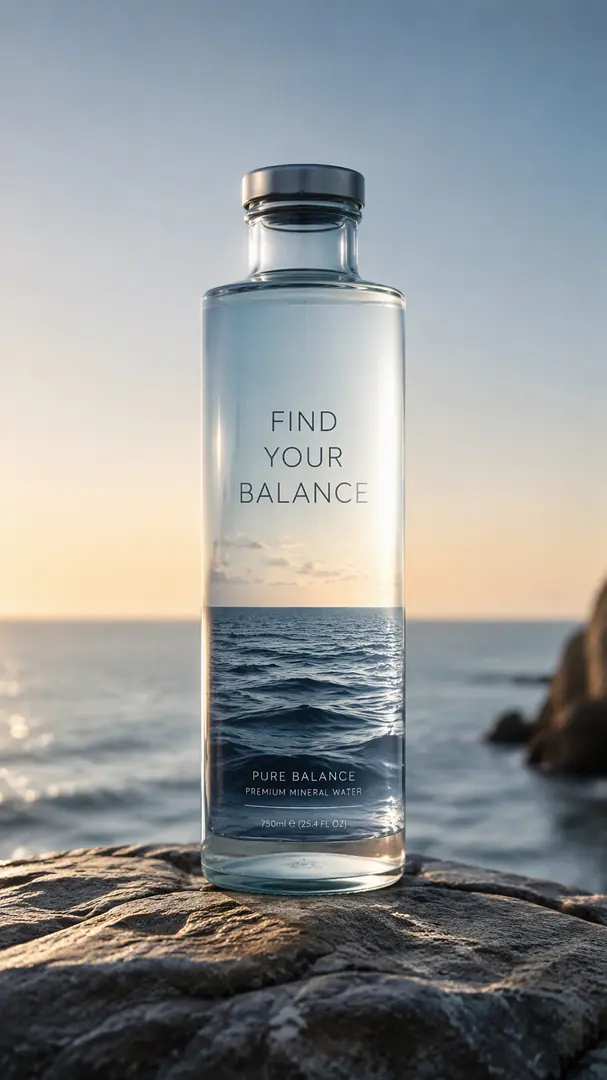 FIND
YOUR
BALANCE
PURE BALANCE
PREMIUM MINERAL WATER
750ml ℮ (25.4 FL OZ)